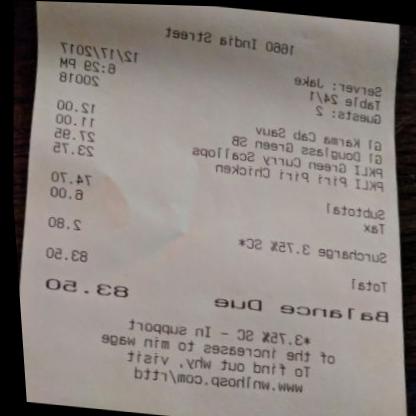 1660 India Street
Server: Jake 12/17/2017
Table 24/1 6:29 PM
Guests: 2 20018
Gl Karma Cab Sauv 12.00
Gl Douglass Green SB 11.00
PKLI Green Curry Scallops 27.95
PKLI Piri Piri Chicken 23.75
Subtotal 74.70
Tax 6.00
Surcharge 3.75% SC* 2.80
Total 83.50
Balance Due 83.50
*3.75% SC - In support
of the increases to min wage
To find out why, visit
www.wnlhosp.com/rttd